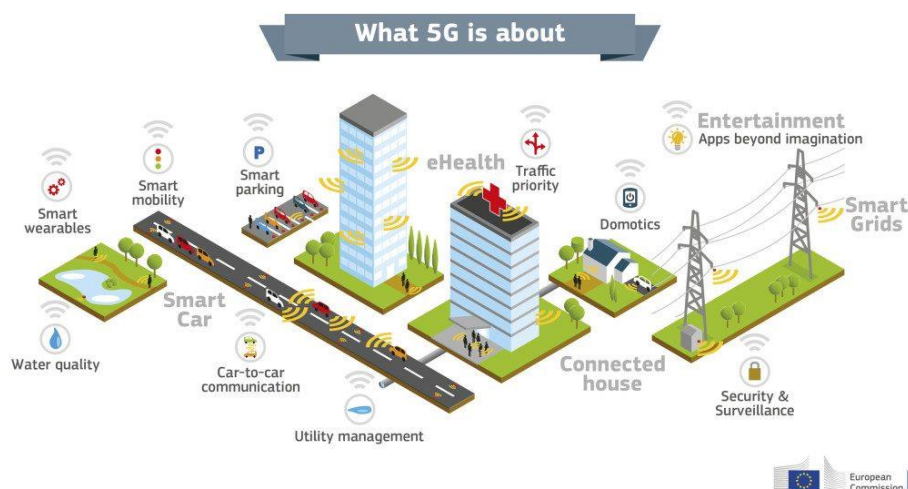 What 5G is about
Entertainment
Apps beyond imagination
eHealth
Traffic
priority
Smart
parking
Smart
mobility
Smart
wearables
Domotics
Smart
Grids
Smart
Car
Water quality
Car-to-car
communication
Connected
house
Security &
Surveillance
Utility management
P
European
Commission